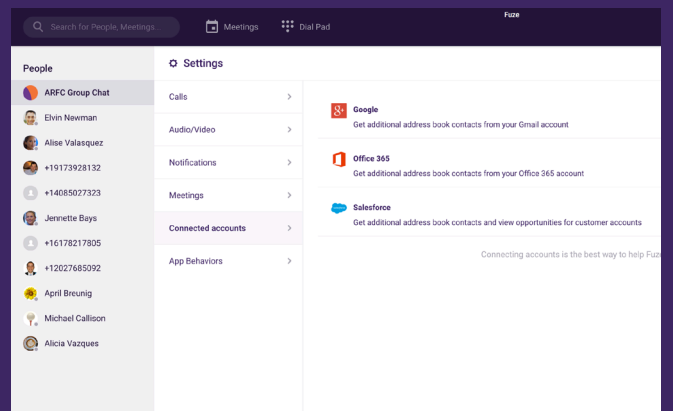 Fuze
Search for People, Meetings...
Meetings
Dial Pad
People
ARFC Group Chat
Elvin Newman
Alise Valasquez
+19173928132
+14085027323
Jennette Bays
+16178217805
+12027685092
April Breunig
Michael Callison
Alicia Vazques
Settings
Calls
Audio/Video
Notifications
Meetings
Connected accounts
App Behaviors
Google
Get additional address book contacts from your Gmail account
Office 365
Get additional address book contacts from your Office 365 account
Salesforce
Get additional address book contacts and view opportunities for customer accounts
Connecting accounts is the best way to help Fuze